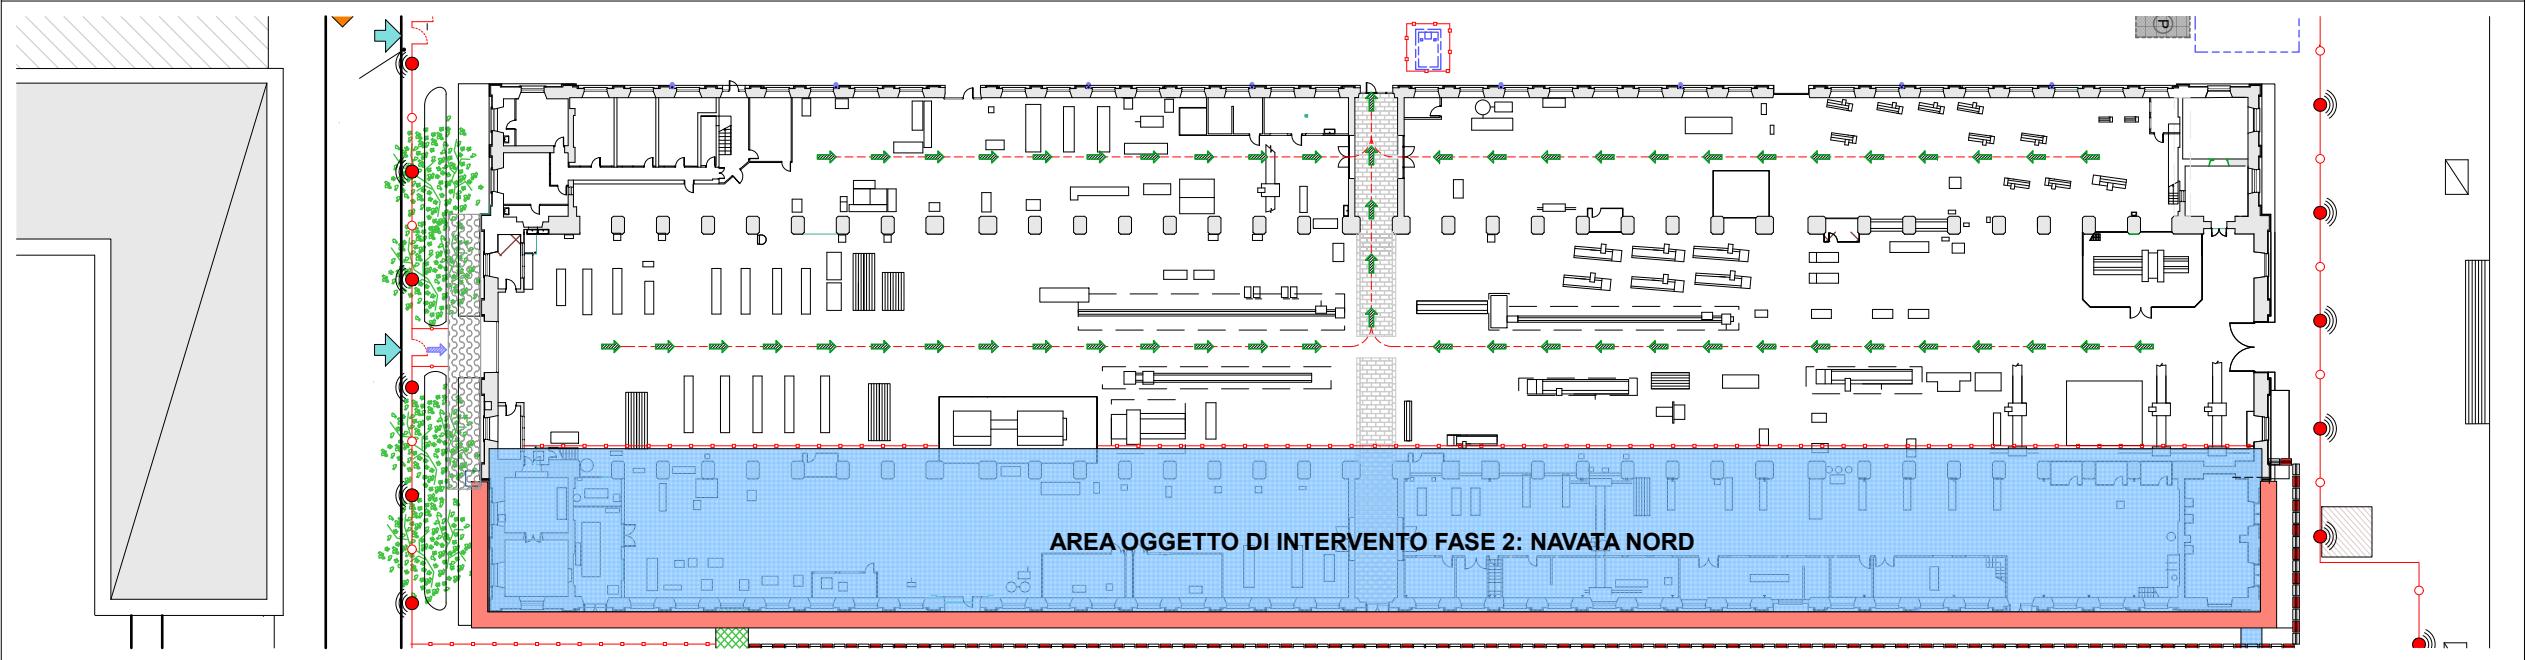 P
AREA OGGETTO DI INTERVENTO FASE 2: NAVATA NORD